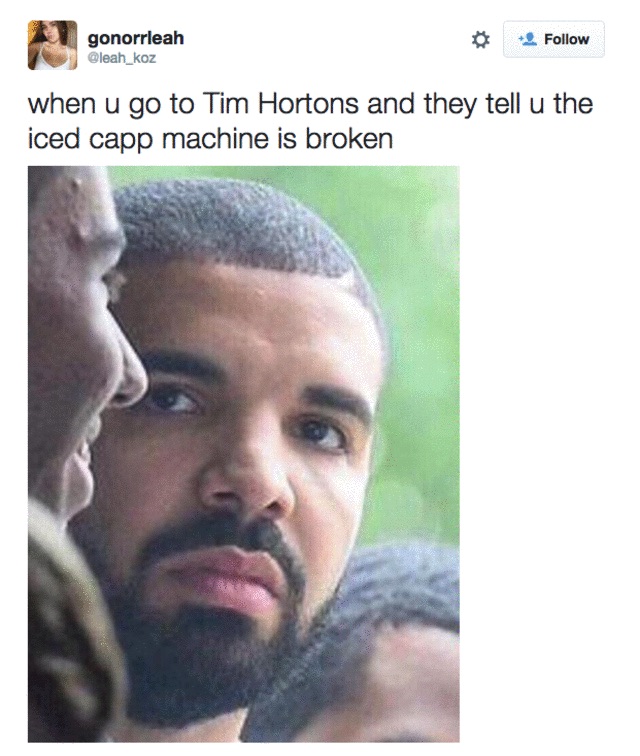 gonorrleah
@leah_koz
Follow
when u go to Tim Hortons and they tell u the
iced capp machine is broken